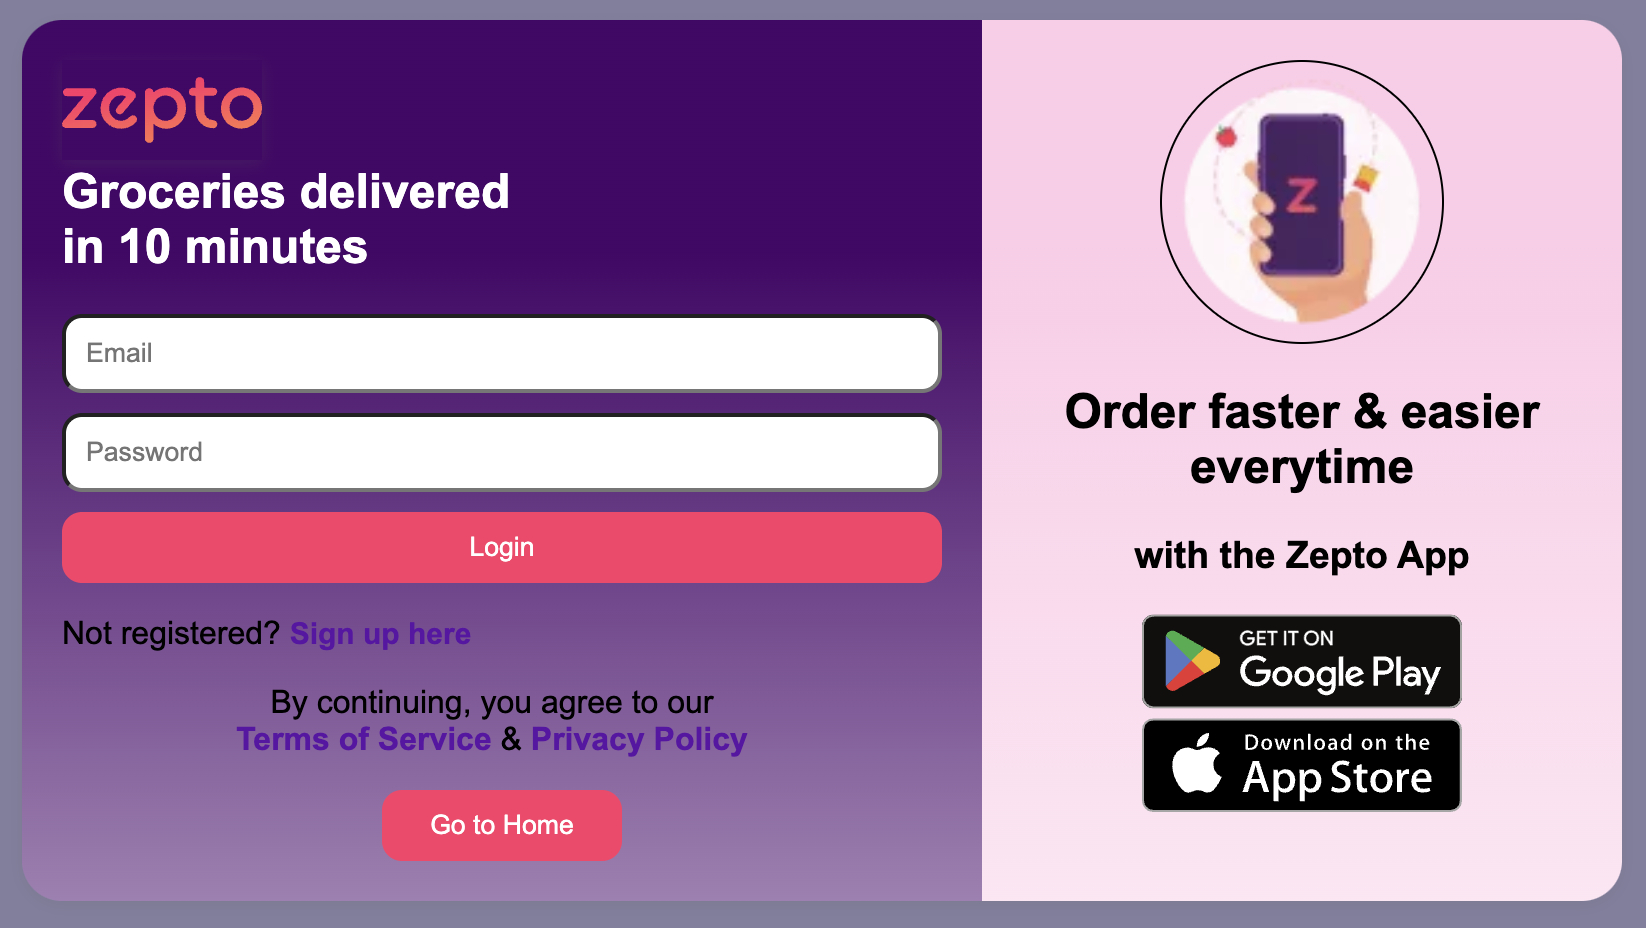 zepto
Groceries delivered
in 10 minutes
Email
Password
Login
Not registered? Sign up here
By continuing, you agree to our
Terms of Service & Privacy Policy
Go to Home
Z
Order faster & easier
everytime
with the Zepto App
GET IT ON
Google Play
Download on the
App Store